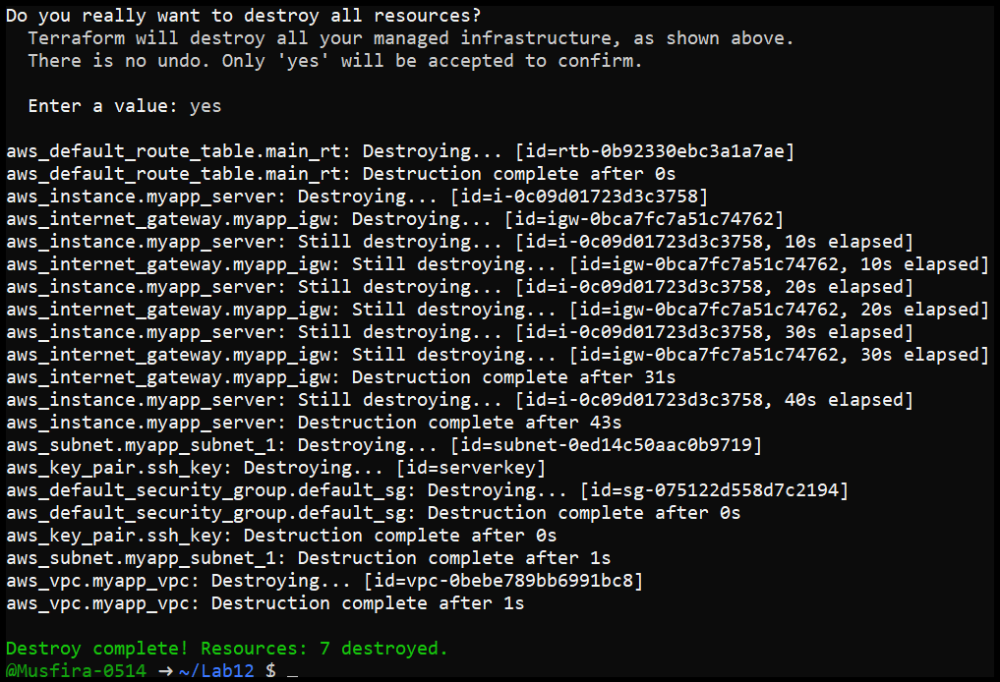 Do you really want to destroy all resources?
  Terraform will destroy all your managed infrastructure, as shown above.
  There is no undo. Only 'yes' will be accepted to confirm.

  Enter a value: yes

aws_default_route_table.main_rt: Destroying... [id=rtb-0b92330ebc3a1a7ae]
aws_default_route_table.main_rt: Destruction complete after 0s
aws_instance.myapp_server: Destroying... [id=i-0c09d01723d3c3758]
aws_internet_gateway.myapp_igw: Destroying... [id=igw-0bca7fc7a51c74762]
aws_instance.myapp_server: Still destroying... [id=i-0c09d01723d3c3758, 10s elapsed]
aws_internet_gateway.myapp_igw: Still destroying... [id=igw-0bca7fc7a51c74762, 10s elapsed]
aws_instance.myapp_server: Still destroying... [id=i-0c09d01723d3c3758, 20s elapsed]
aws_internet_gateway.myapp_igw: Still destroying... [id=igw-0bca7fc7a51c74762, 20s elapsed]
aws_instance.myapp_server: Still destroying... [id=i-0c09d01723d3c3758, 30s elapsed]
aws_internet_gateway.myapp_igw: Still destroying... [id=igw-0bca7fc7a51c74762, 30s elapsed]
aws_internet_gateway.myapp_igw: Destruction complete after 31s
aws_instance.myapp_server: Still destroying... [id=i-0c09d01723d3c3758, 40s elapsed]
aws_instance.myapp_server: Destruction complete after 43s
aws_subnet.myapp_subnet_1: Destroying... [id=subnet-0ed14c50aac0b9719]
aws_key_pair.ssh_key: Destroying... [id=serverkey]
aws_default_security_group.default_sg: Destroying... [id=sg-075122d558d7c2194]
aws_default_security_group.default_sg: Destruction complete after 0s
aws_key_pair.ssh_key: Destruction complete after 0s
aws_subnet.myapp_subnet_1: Destruction complete after 1s
aws_vpc.myapp_vpc: Destroying... [id=vpc-0bebe789bb6991bc8]
aws_vpc.myapp_vpc: Destruction complete after 1s

Destroy complete! Resources: 7 destroyed.
@Musfira-0514 → ~/Lab12 $ _